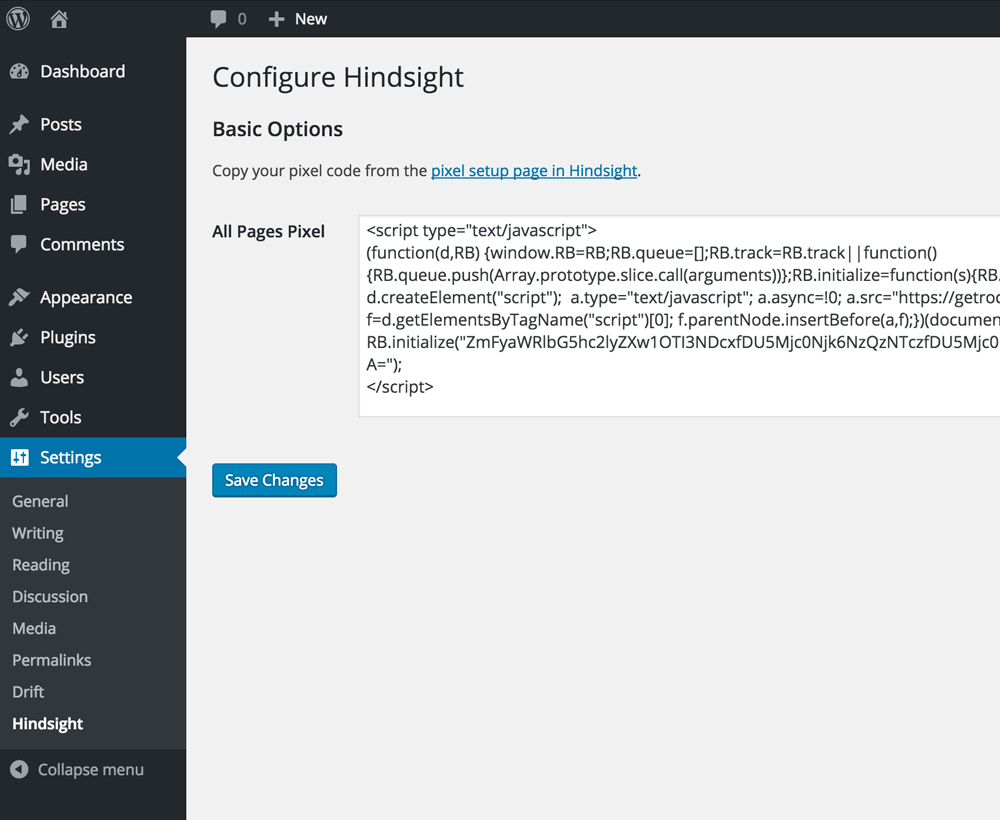 0 New
Dashboard
Posts
Media
Pages
Comments
Appearance
Plugins
Users
Tools
Settings
General
Writing
Reading
Discussion
Media
Permalinks
Drift
Hindsight
Collapse menu
Configure Hindsight
Basic Options
Copy your pixel code from the pixel setup page in Hindsight.
All Pages Pixel
<script type="text/javascript">
(function(d,RB) {window.RB=RB;RB.queue=[];RB.track=RB.track||function()
{RB.queue.push(Array.prototype.slice.call(arguments))};RB.initialize=function(s){RB.
d.createElement("script"); a.type="text/javascript"; a.async=!0; a.src="https://getroc
f=d.getElementsByTagName("script")[0]; f.parentNode.insertBefore(a,f);})(documen
RB.initialize("ZmFyaWRlbG5hc2lyZXw1OTI3NDcxfDU5Mjc0Njk6NzQzNTczfDU5Mjc0
A=");
</script>
Save Changes